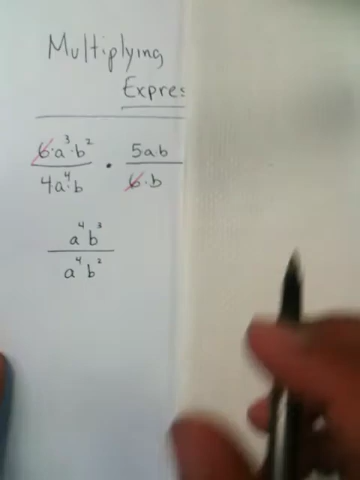 Multiplying
Expres
6·a³·b² / 4a⁴·b · 5ab / 6·b
a⁴b³ / a⁴b²